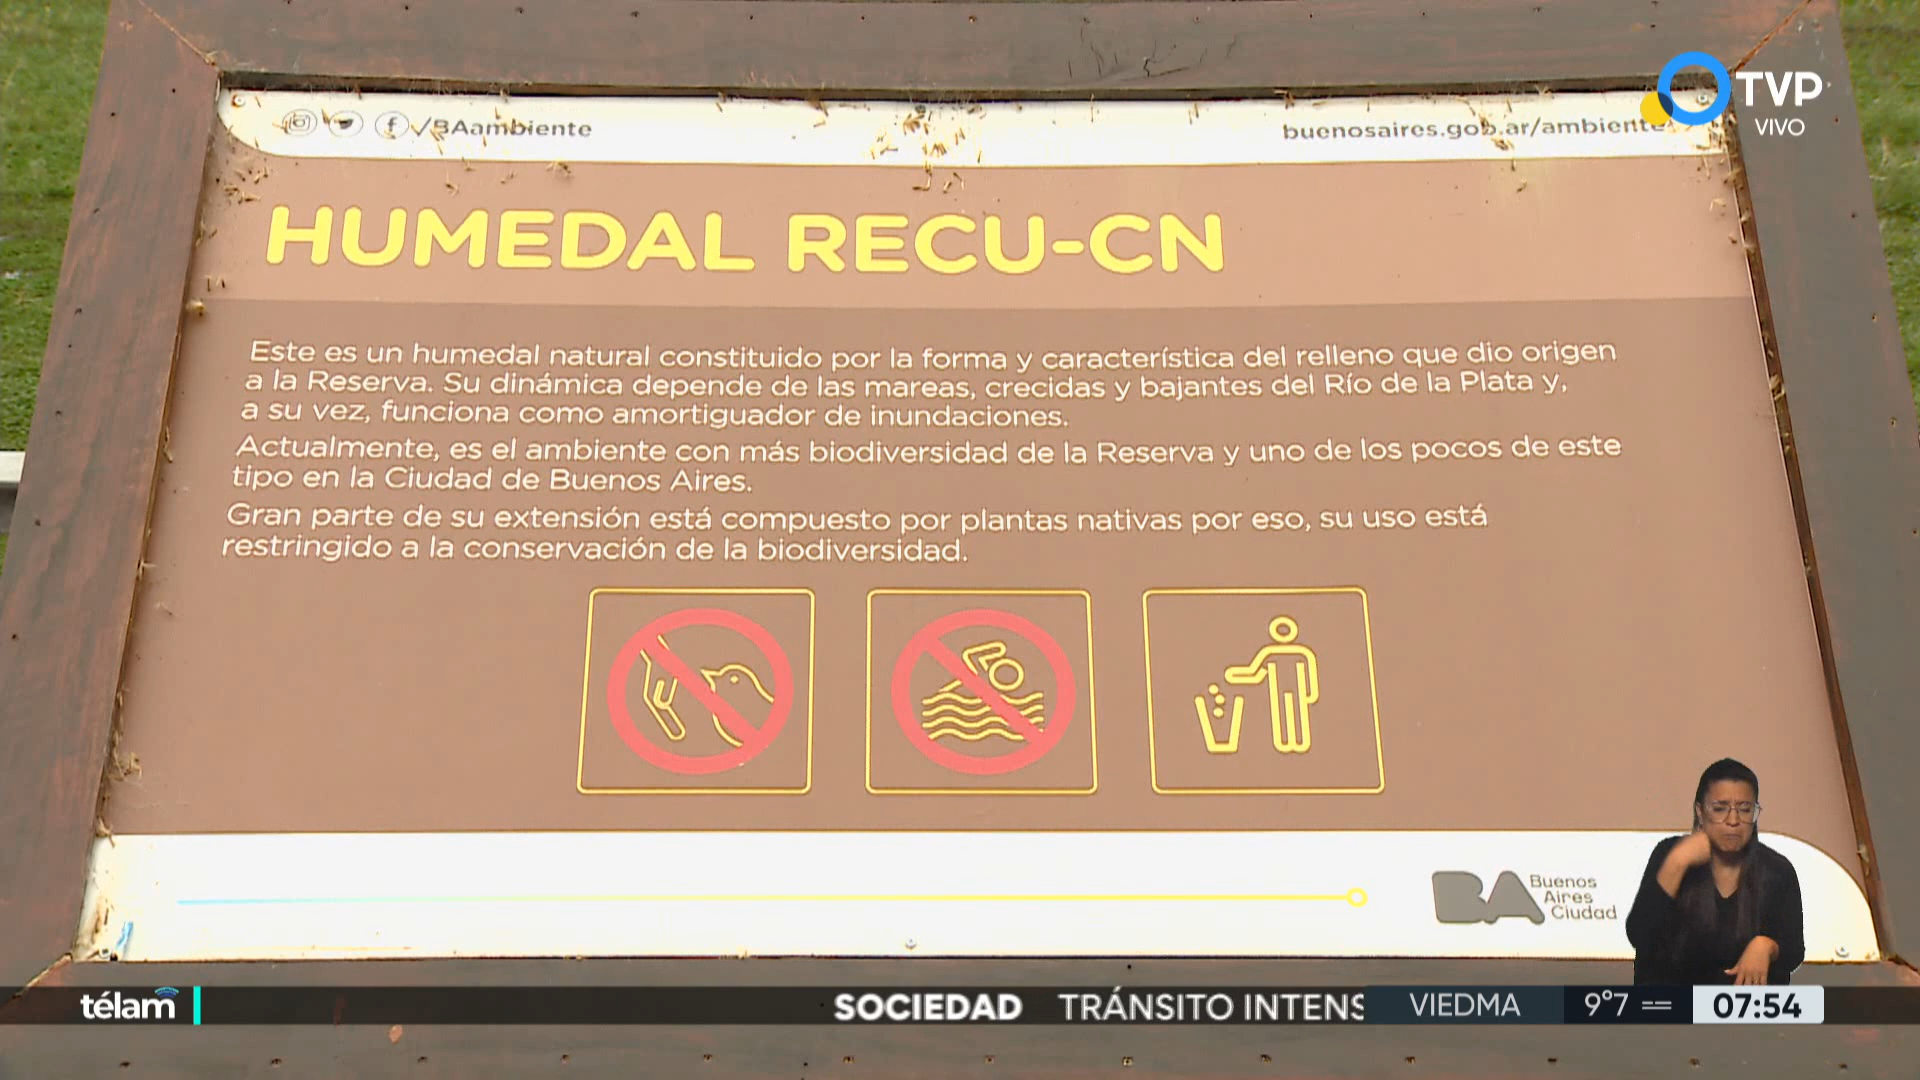 TVP
VIVO
/BAambiente
buenosaires.gob.ar/ambiente
HUMEDAL RECU-CN
Este es un humedal natural constituido por la forma y característica del relleno que dio origen
a la Reserva. Su dinámica depende de las mareas, crecidas y bajantes del Río de la Plata y,
a su vez, funciona como amortiguador de inundaciones.
Actualmente, es el ambiente con más biodiversidad de la Reserva y uno de los pocos de este
tipo en la Ciudad de Buenos Aires.
Gran parte de su extensión está compuesto por plantas nativas por eso, su uso está
restringido a la conservación de la biodiversidad.
BA Buenos
Aires
Ciudad
télam SOCIEDAD TRÁNSITO INTENS VIEDMA 9°7 07:54